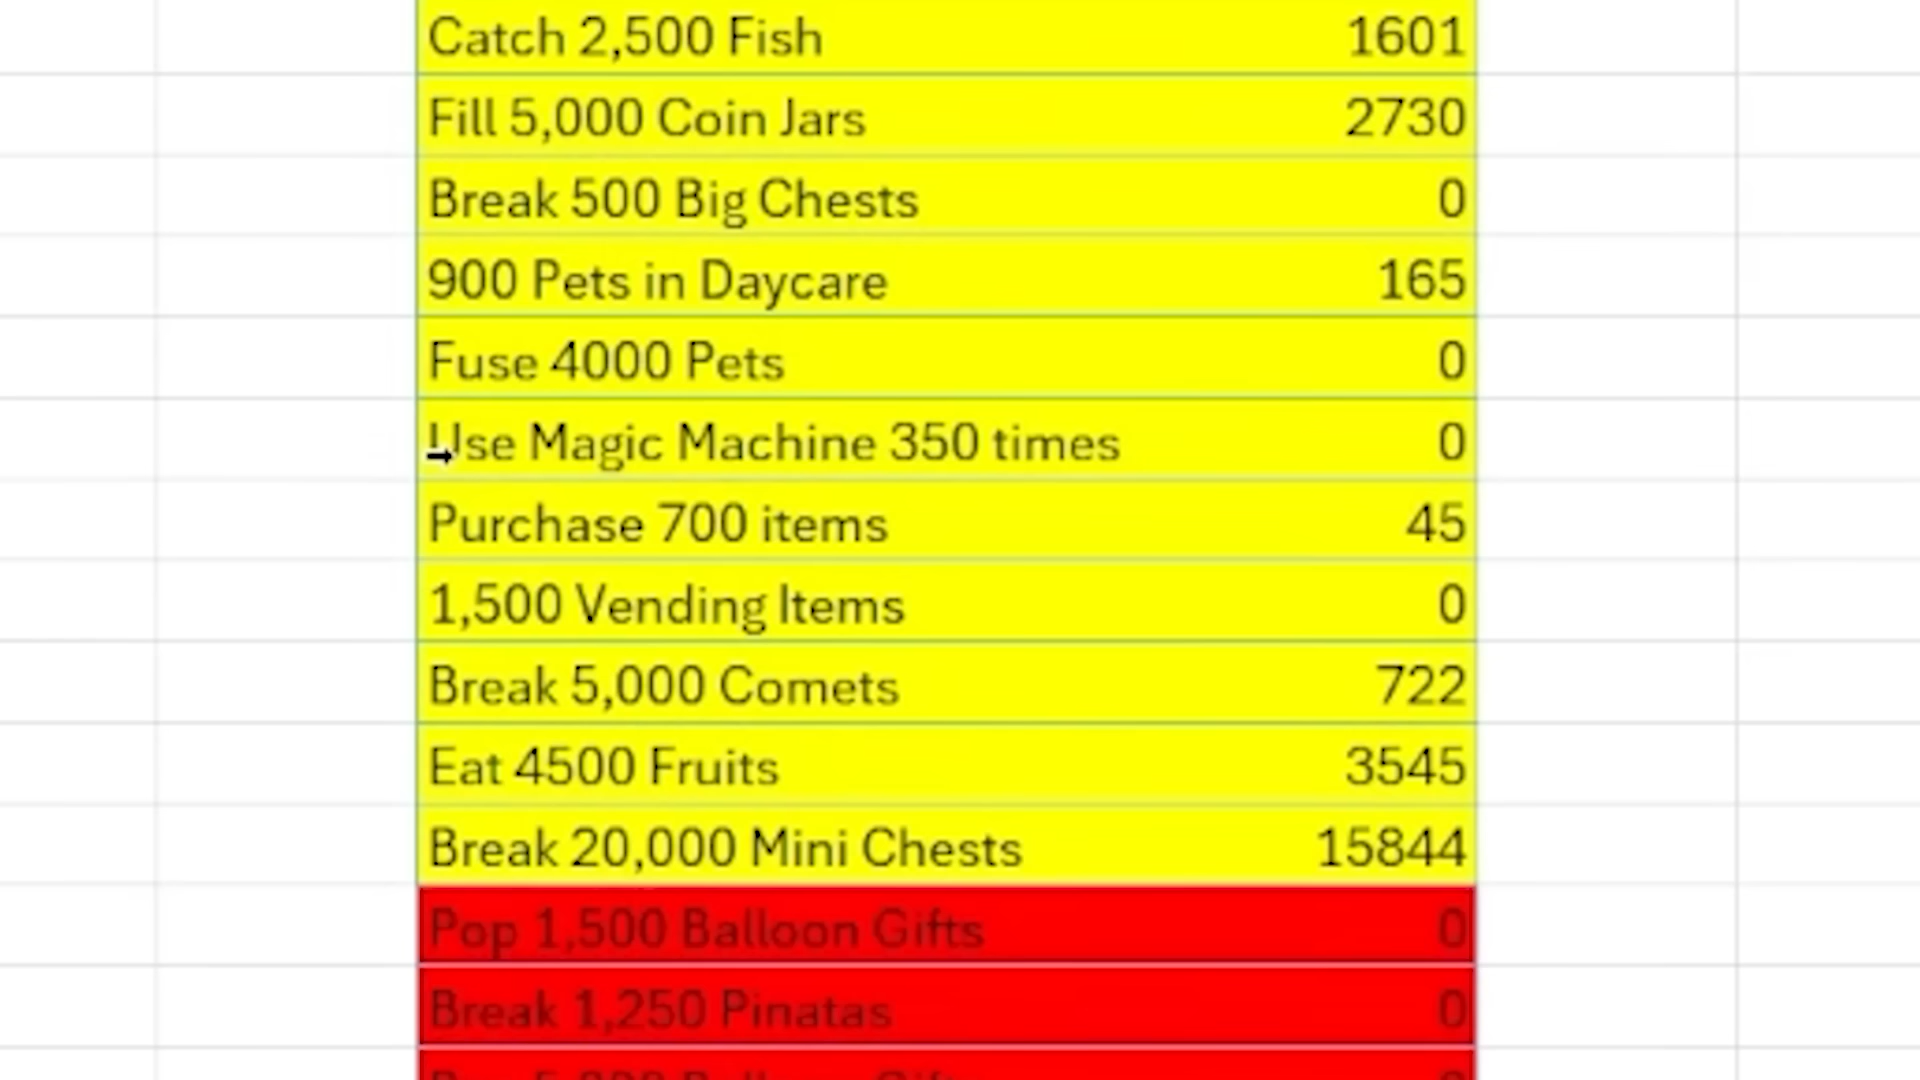 Catch 2,500 Fish 1601
Fill 5,000 Coin Jars 2730
Break 500 Big Chests 0
900 Pets in Daycare 165
Fuse 4000 Pets 0
Use Magic Machine 350 times 0
Purchase 700 items 45
1,500 Vending Items 0
Break 5,000 Comets 722
Eat 4500 Fruits 3545
Break 20,000 Mini Chests 15844
Pop 1,500 Balloon Gifts 0
Break 1,250 Pinatas 0